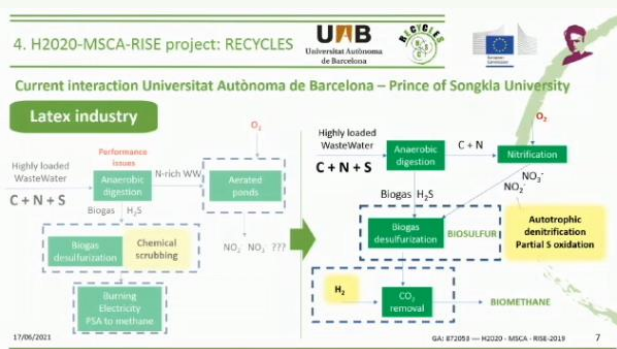 4. H2020-MSCA-RISE project: RECYCLES
UAB
Universitat Autònoma
de Barcelona
RECYCLES
European
Commission
Current interaction Universitat Autònoma de Barcelona – Prince of Songkla University
Latex industry
Highly loaded
WasteWater
C + N + S
Performance
issues
Anaerobic
digestion
N-rich WW
O₂
Aerated
ponds
Biogas H₂S
NO₂⁻ NO₃⁻ ???
Biogas
desulfurization
Chemical
scrubbing
Burning
Electricity
PSA to methane
Highly loaded
WasteWater
C + N + S
Anaerobic
digestion
C + N
O₂
Nitrification
NO₃⁻
NO₂⁻
Biogas H₂S
Biogas
desulfurization
BIOSULFUR
Autotrophic
denitrification
Partial S oxidation
H₂
CO₂
removal
BIOMETHANE
17/06/2021
GA: 872053 — H2020 - MSCA - RISE-2019
7